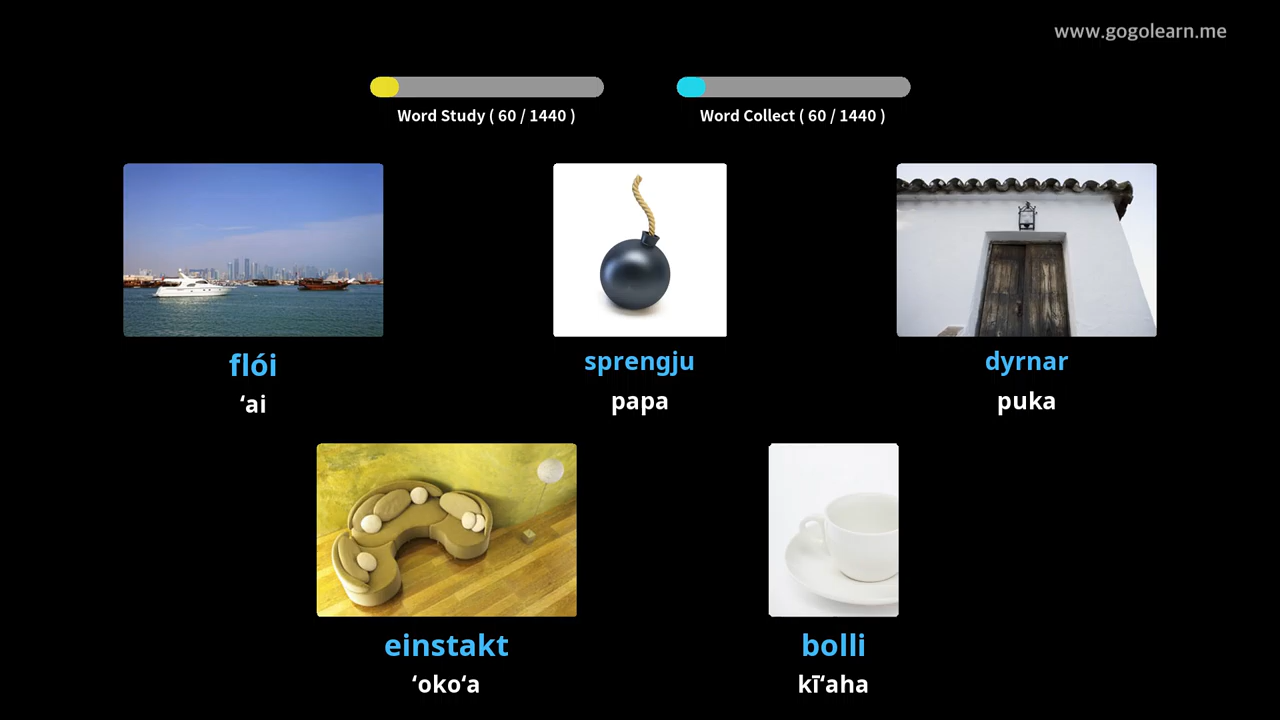 www.gogolearn.me
Word Study ( 60 / 1440 )
Word Collect ( 60 / 1440 )
flói
ʻai
sprengju
papa
dyrnar
puka
einstakt
ʻokoʻa
bolli
kīʻaha